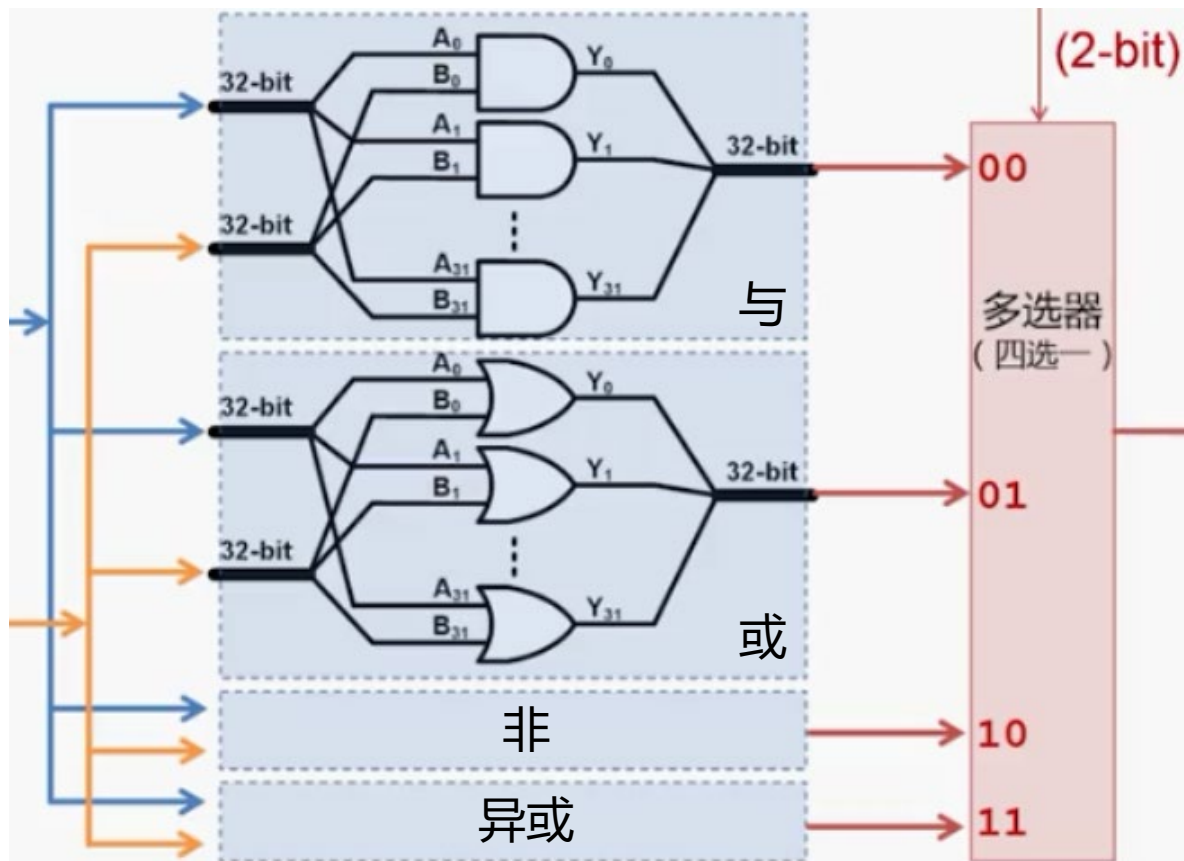 (2-bit)
32-bit
A₀
B₀
Y₀
A₁
B₁
Y₁
32-bit
32-bit
A₃₁
B₃₁
Y₃₁
与
00
多选器
(四选一)
32-bit
A₀
B₀
Y₀
A₁
B₁
Y₁
32-bit
32-bit
A₃₁
B₃₁
Y₃₁
或
01
非
10
异或
11